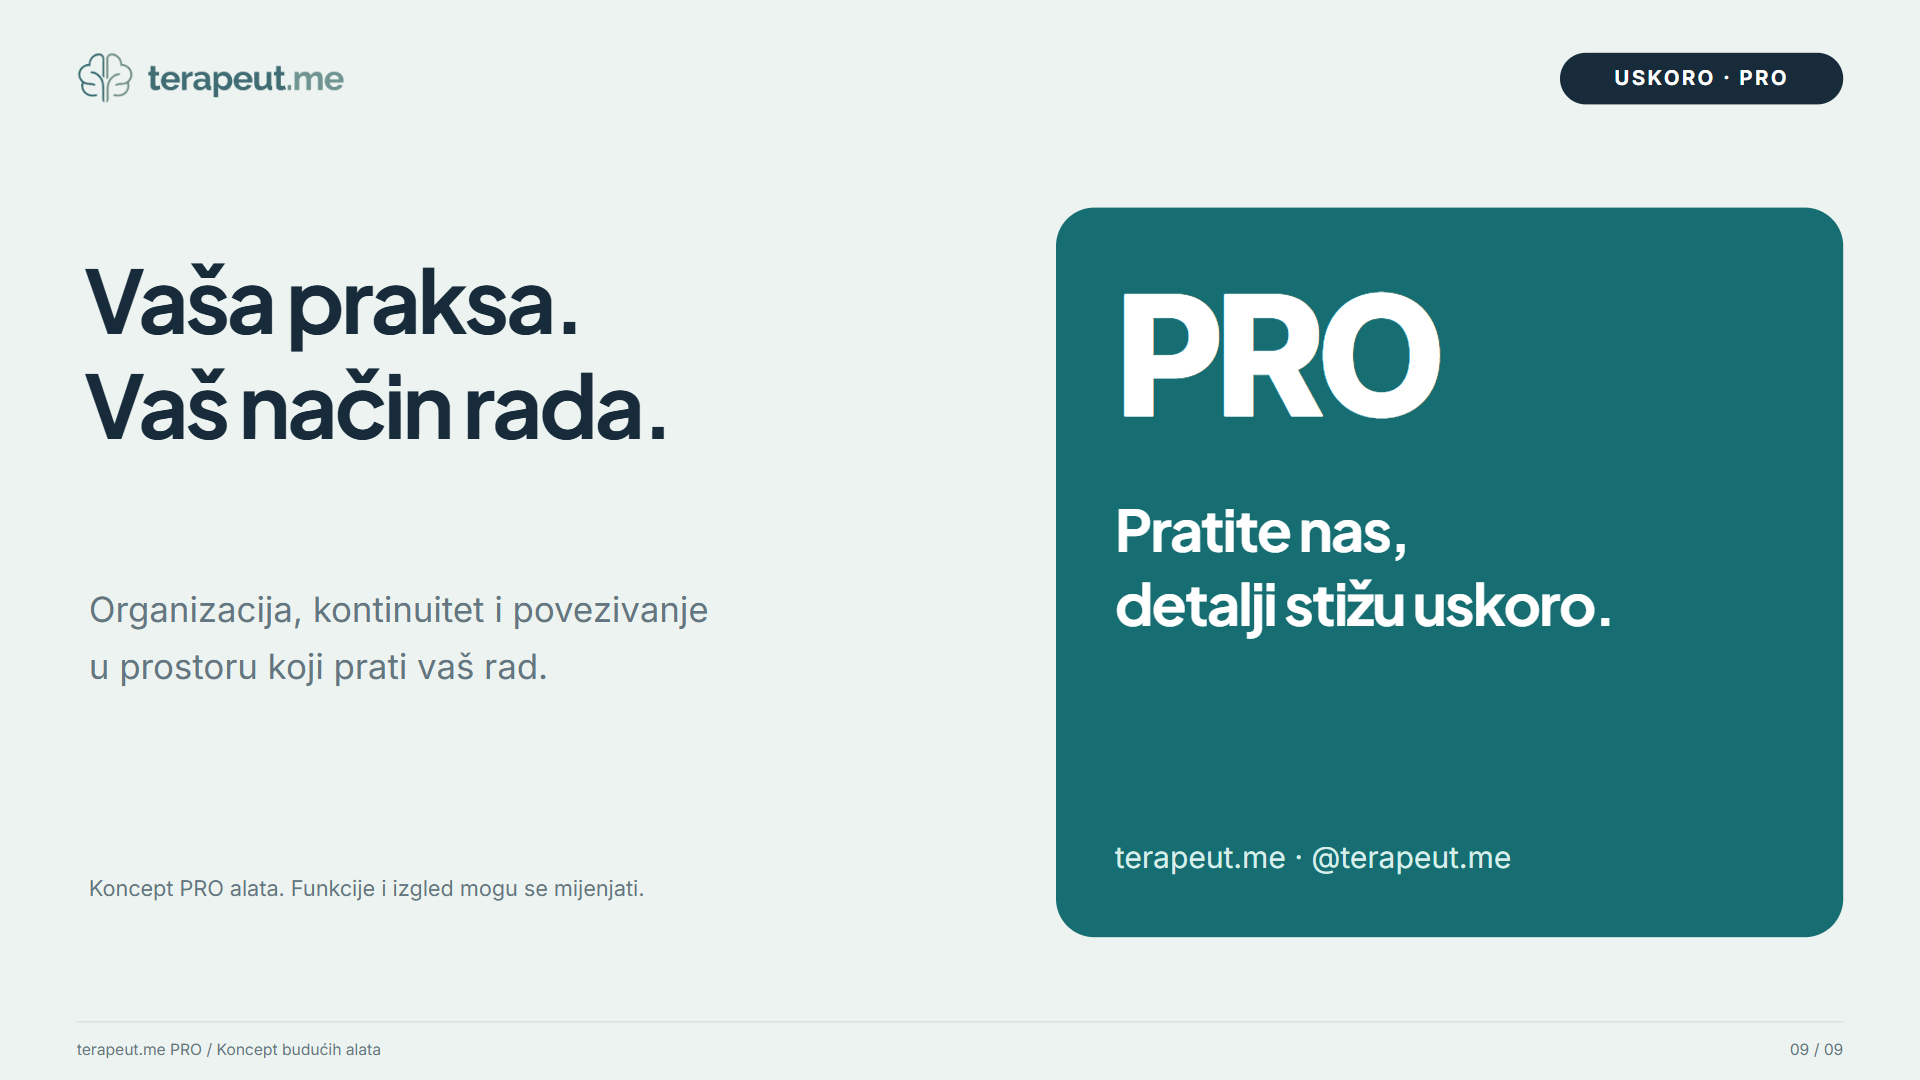 terapeut.me
USKORO · PRO
Vaša praksa.
Vaš način rada.
Organizacija, kontinuitet i povezivanje
u prostoru koji prati vaš rad.
Koncept PRO alata. Funkcije i izgled mogu se mijenjati.
PRO
Pratite nas,
detalji stižu uskoro.
terapeut.me · @terapeut.me
terapeut.me PRO / Koncept budućih alata
09 / 09